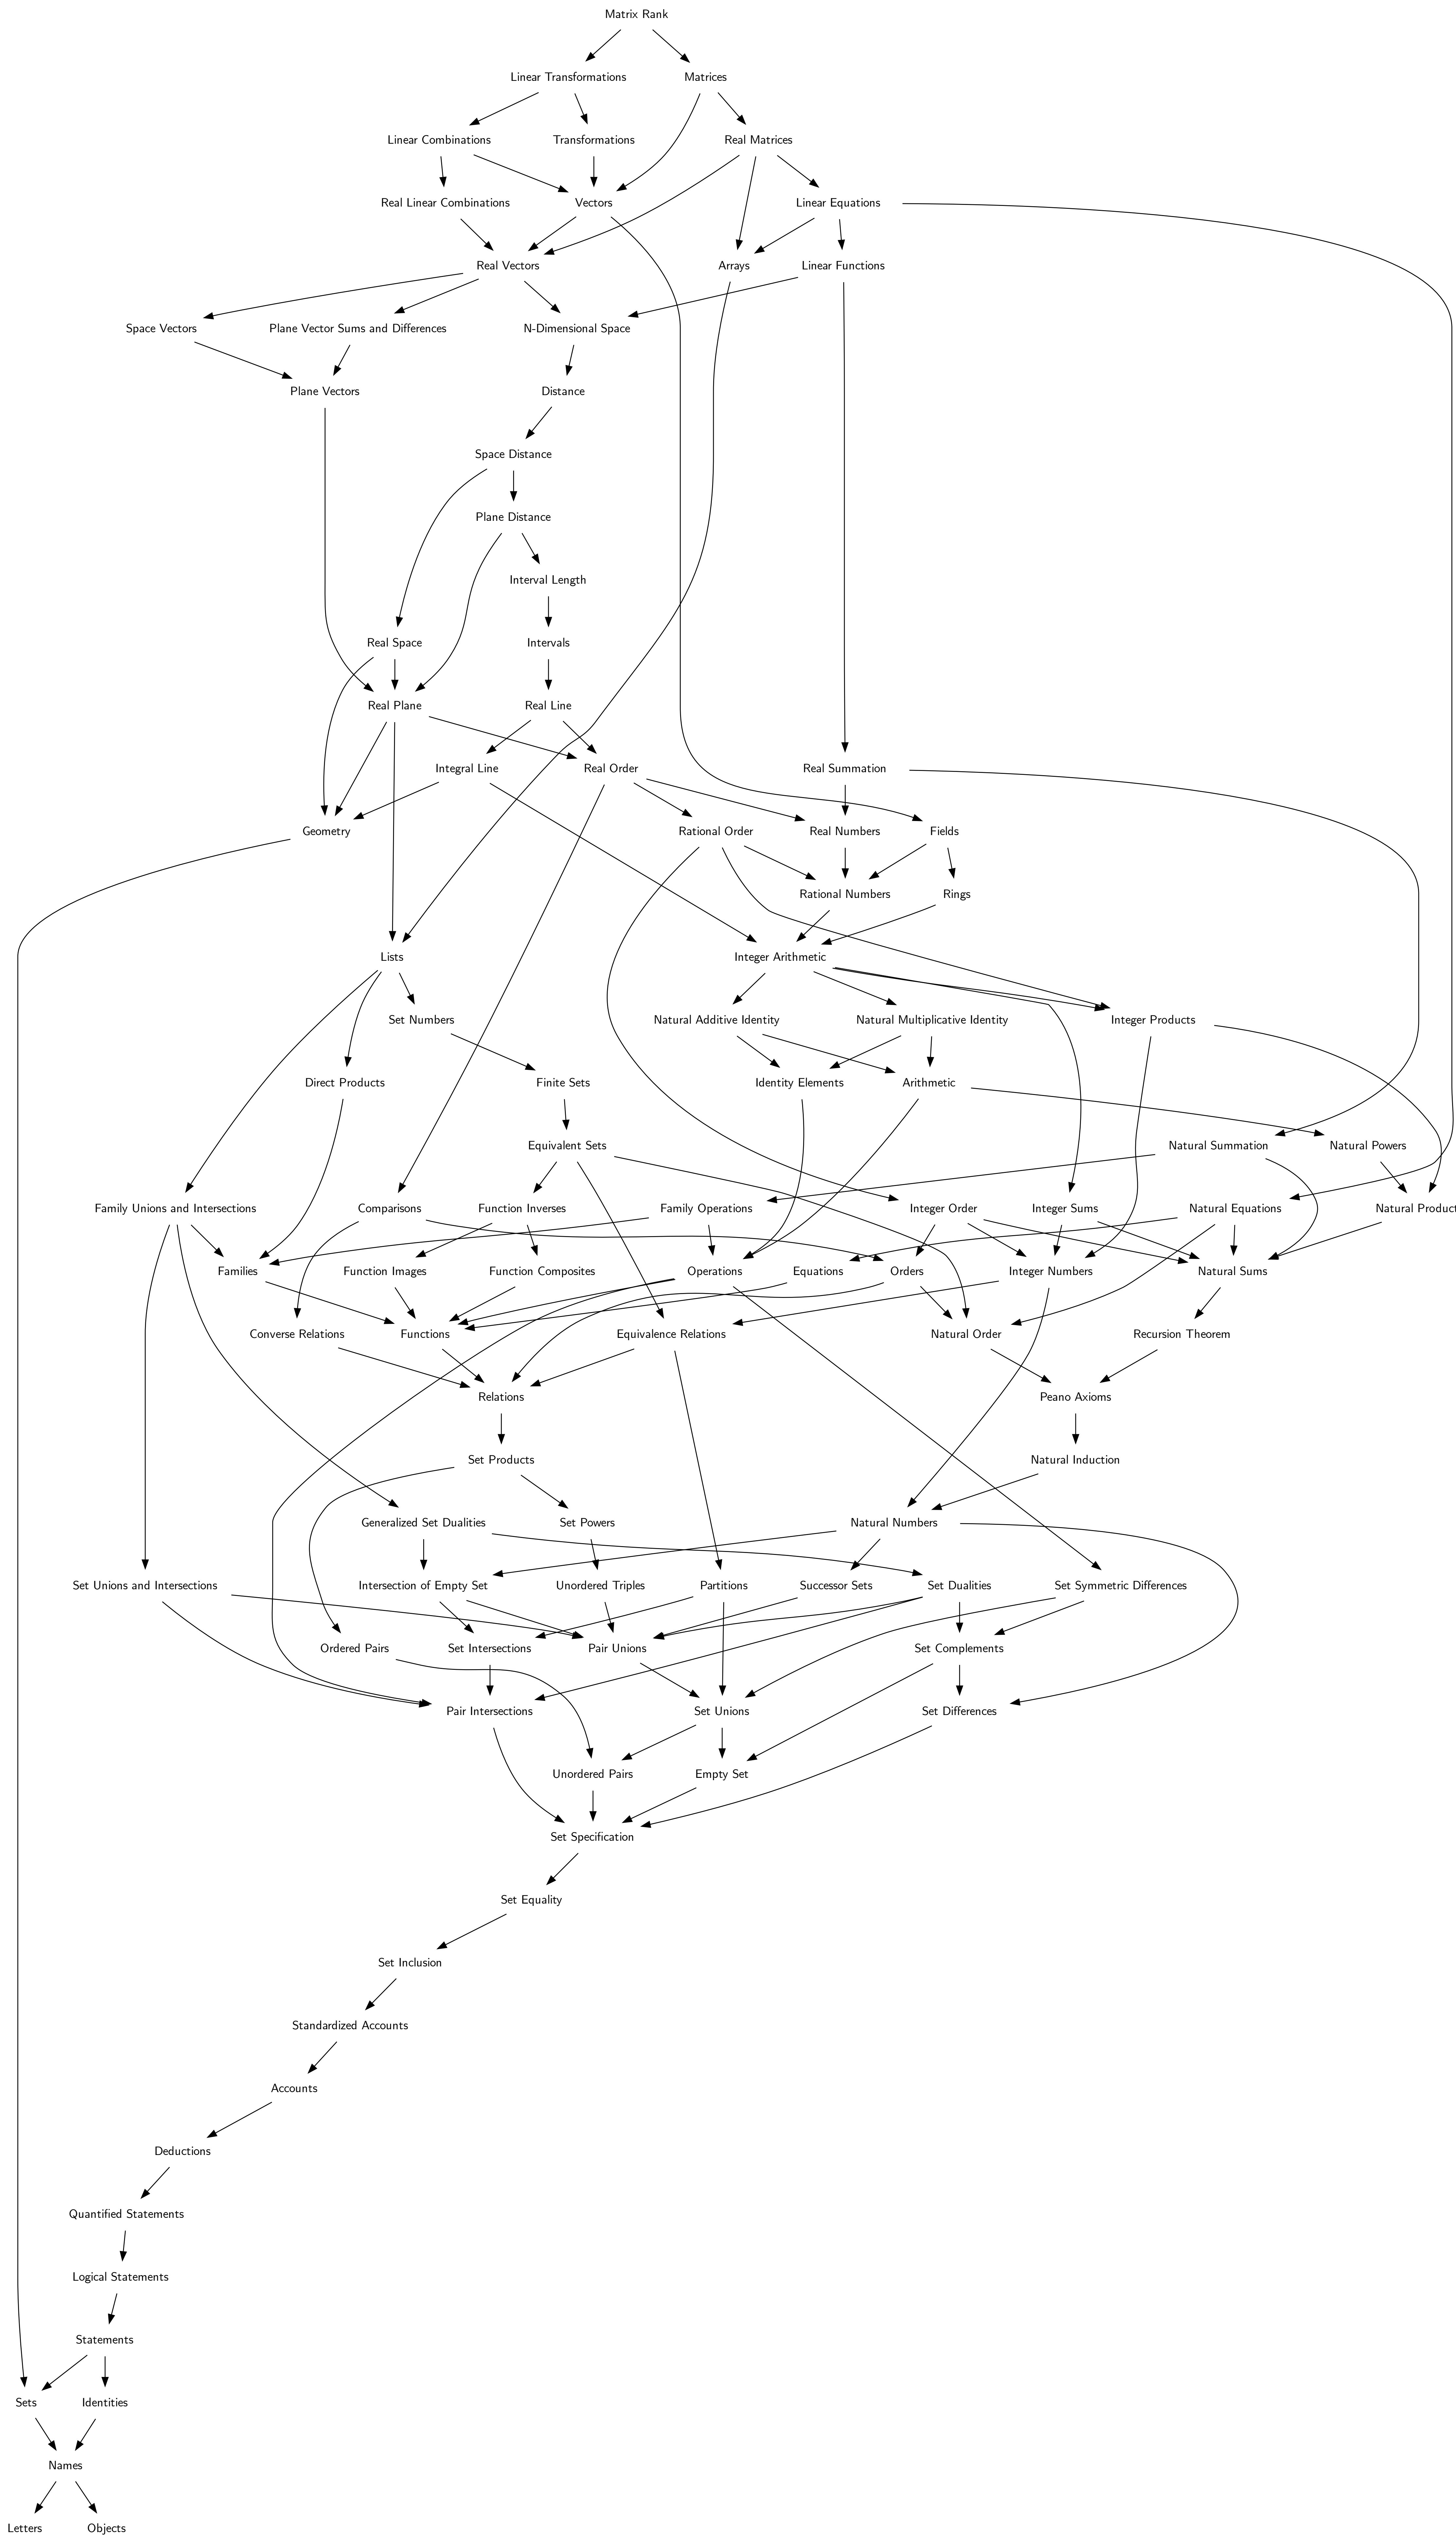 Matrix Rank
Linear Transformations
Matrices
Linear Combinations
Transformations
Real Matrices
Real Linear Combinations
Vectors
Linear Equations
Real Vectors
Arrays
Linear Functions
Space Vectors
Plane Vector Sums and Differences
N-Dimensional Space
Plane Vectors
Distance
Space Distance
Plane Distance
Interval Length
Real Space
Intervals
Real Plane
Real Line
Integral Line
Real Order
Real Summation
Geometry
Rational Order
Real Numbers
Fields
Rational Numbers
Rings
Lists
Integer Arithmetic
Set Numbers
Natural Additive Identity
Natural Multiplicative Identity
Integer Products
Direct Products
Finite Sets
Identity Elements
Arithmetic
Equivalent Sets
Natural Summation
Natural Powers
Family Unions and Intersections
Comparisons
Function Inverses
Family Operations
Integer Order
Integer Sums
Natural Equations
Natural Product
Families
Function Images
Function Composites
Operations
Equations
Orders
Integer Numbers
Natural Sums
Converse Relations
Functions
Equivalence Relations
Natural Order
Recursion Theorem
Relations
Peano Axioms
Set Products
Natural Induction
Generalized Set Dualities
Set Powers
Natural Numbers
Set Unions and Intersections
Intersection of Empty Set
Unordered Triples
Partitions
Successor Sets
Set Dualities
Set Symmetric Differences
Ordered Pairs
Set Intersections
Pair Unions
Set Complements
Pair Intersections
Set Unions
Set Differences
Unordered Pairs
Empty Set
Set Specification
Set Equality
Set Inclusion
Standardized Accounts
Accounts
Deductions
Quantified Statements
Logical Statements
Statements
Sets
Identities
Names
Letters
Objects